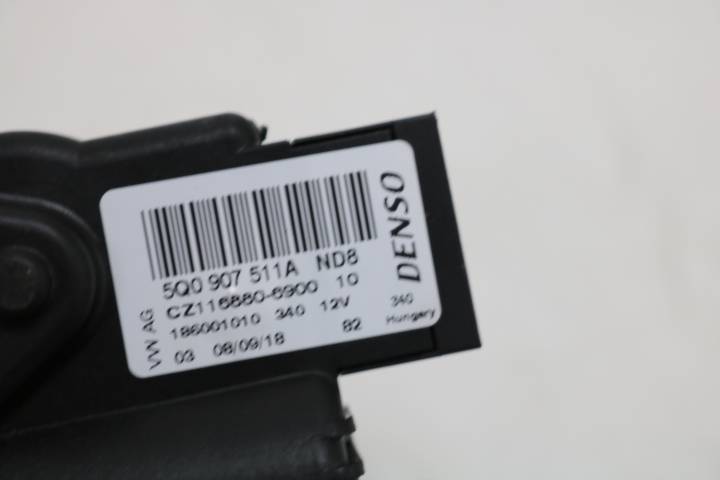 5Q0 907 511A ND8
CZ116880-6900 10
186001010 340 12V
03 08/09/18 82
VW AG
DENSO
340
Hungary